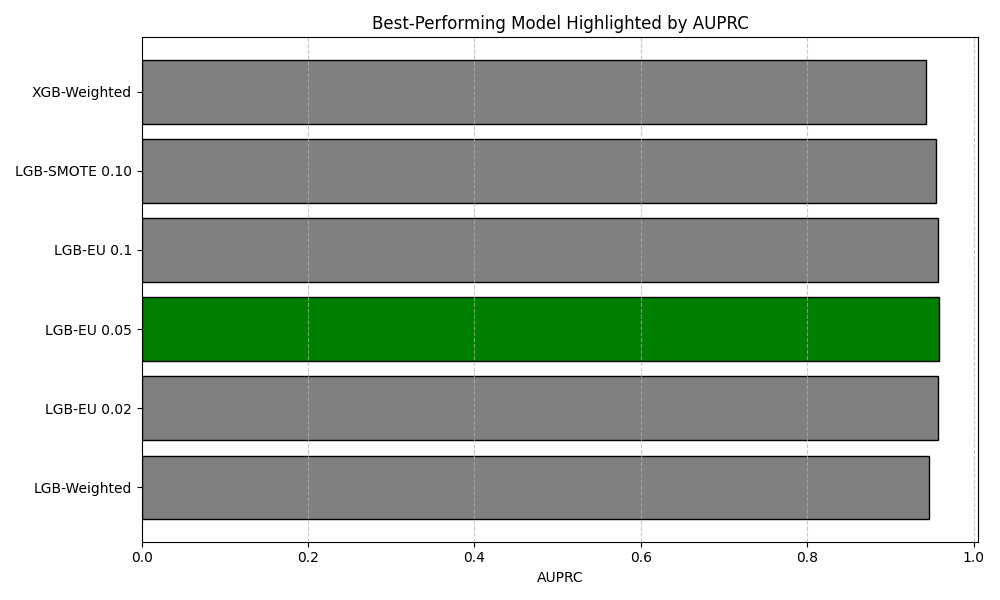 Best-Performing Model Highlighted by AUPRC
XGB-Weighted
LGB-SMOTE 0.10
LGB-EU 0.1
LGB-EU 0.05
LGB-EU 0.02
LGB-Weighted
0.0 0.2 0.4 0.6 0.8 1.0
AUPRC